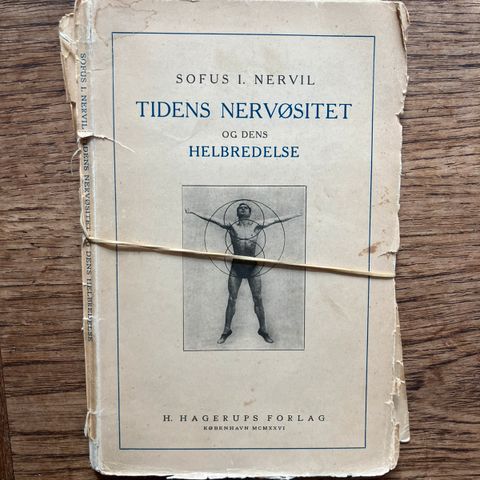 SOFUS I. NERVIL
TIDENS NERVØSITET
OG DENS
HELBREDELSE
H. HAGERUPS FORLAG
KØBENHAVN MCMXXVI
SOFUS I. NERVIL TIDENS NERVØSITET OG DENS HELBREDELSE